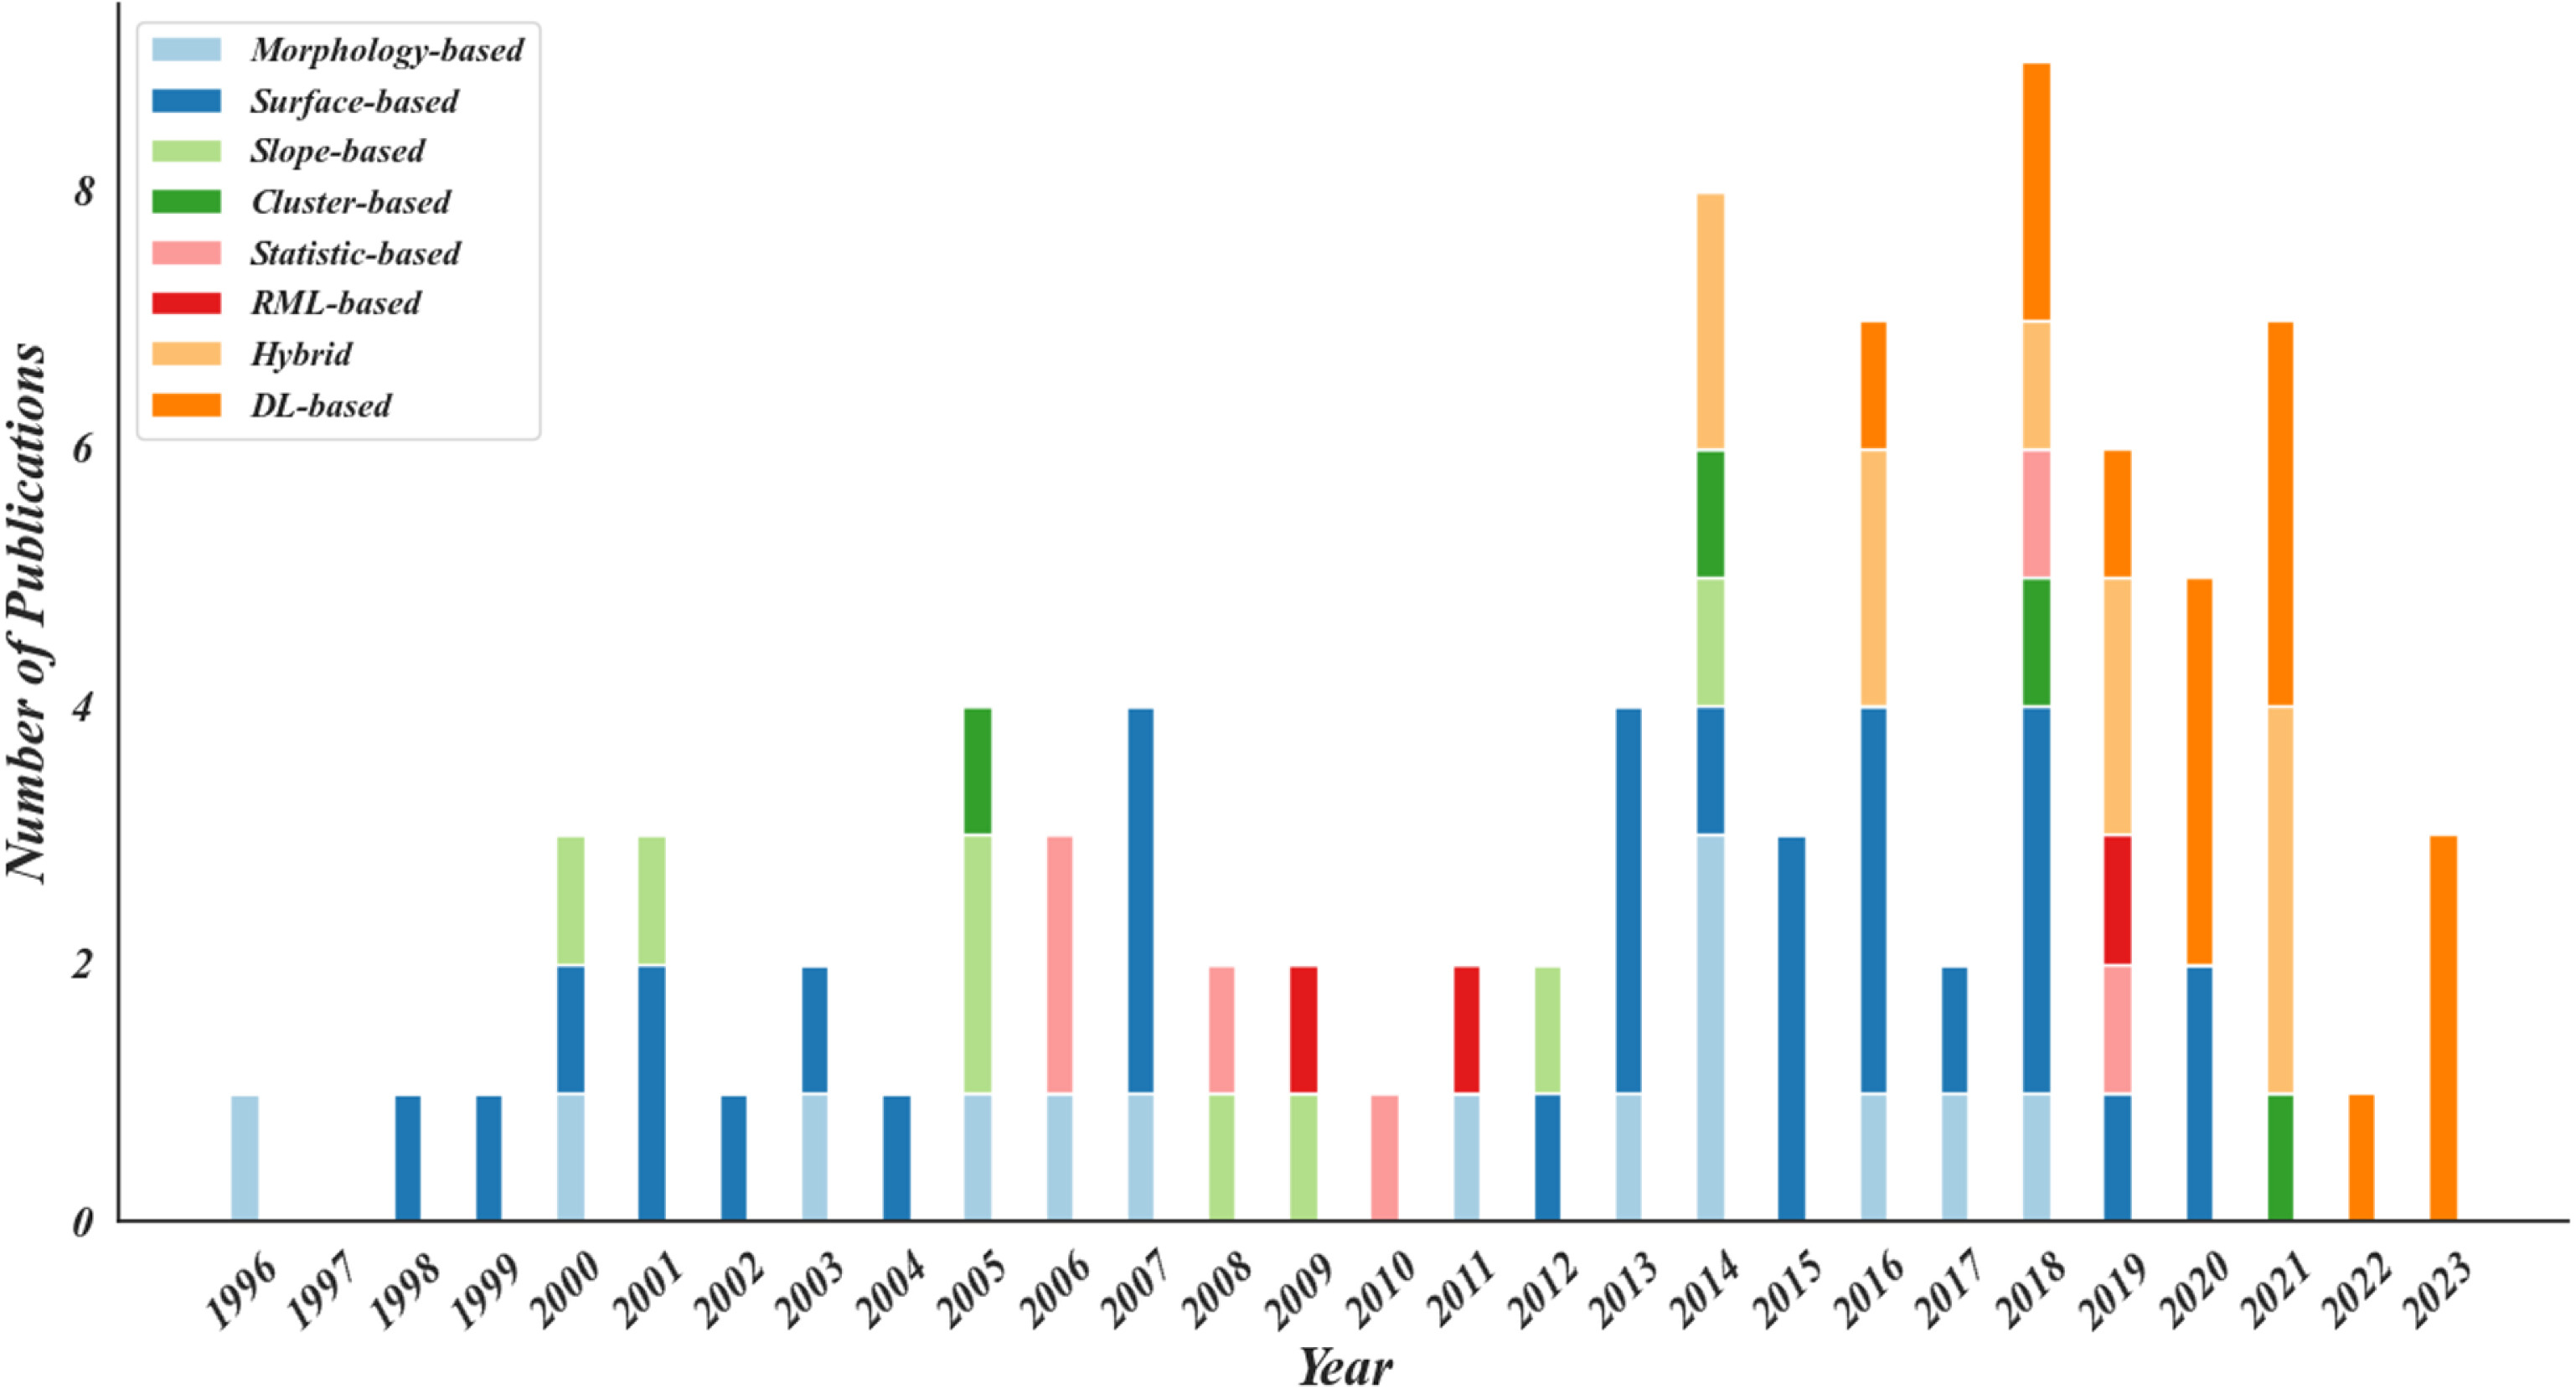 Morphology-based
Surface-based
Slope-based
Cluster-based
Statistic-based
RML-based
Hybrid
DL-based
Number of Publications
8
6
4
2
0
1996 1997 1998 1999 2000 2001 2002 2003 2004 2005 2006 2007 2008 2009 2010 2011 2012 2013 2014 2015 2016 2017 2018 2019 2020 2021 2022 2023
Year